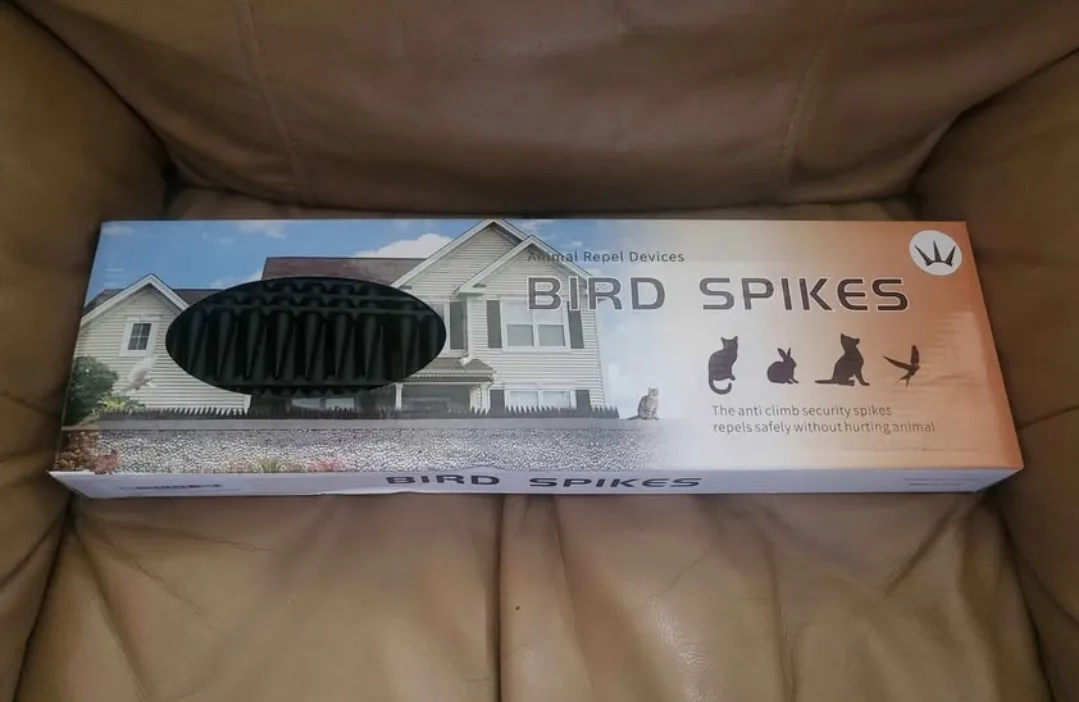 Animal Repel Devices
BIRD SPIKES
The anti climb security spikes
repels safely without hurting animal
BIRD SPIKES